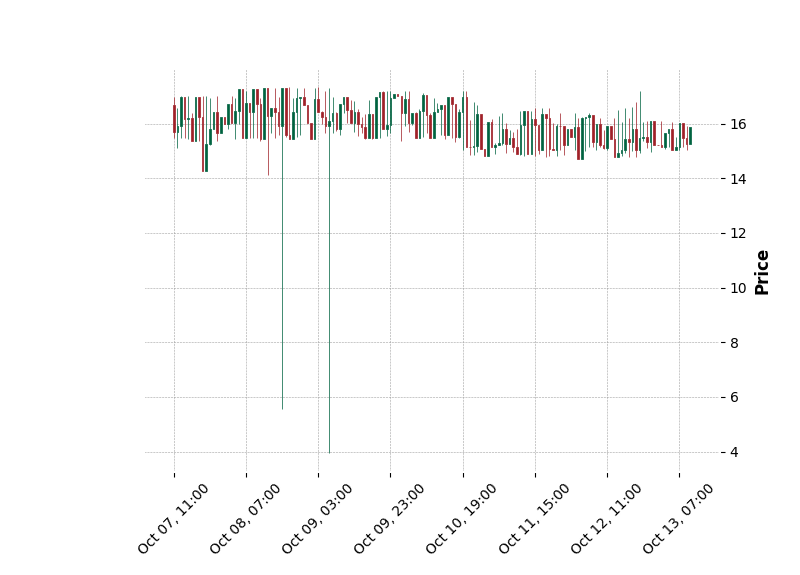 16
14
12
10
8
6
4
Price
Oct 07, 11:00
Oct 08, 07:00
Oct 09, 03:00
Oct 09, 23:00
Oct 10, 19:00
Oct 11, 15:00
Oct 12, 11:00
Oct 13, 07:00